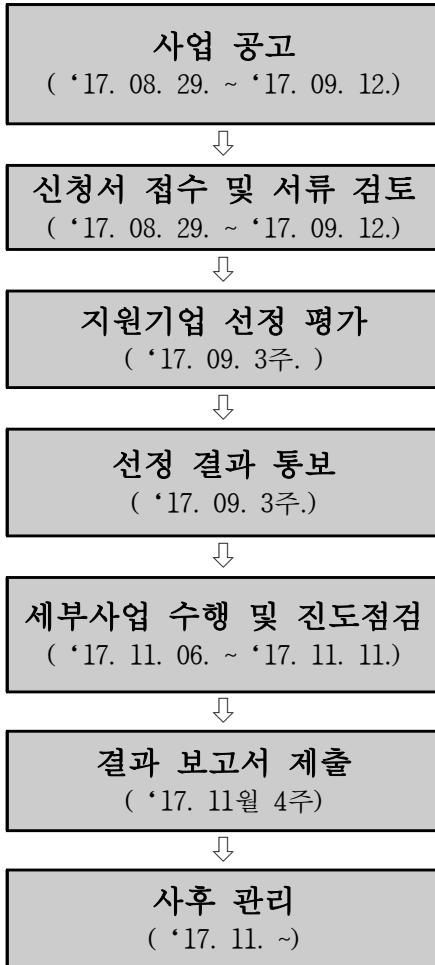 사업 공고
( ‘17. 08. 29. ~ ‘17. 09. 12.)
⇩
신청서 접수 및 서류 검토
( ‘17. 08. 29. ~ ‘17. 09. 12.)
⇩
지원기업 선정 평가
( ‘17. 09. 3주. )
⇩
선정 결과 통보
( ‘17. 09. 3주.)
⇩
세부사업 수행 및 진도점검
( ‘17. 11. 06. ~ ‘17. 11. 11.)
⇩
결과 보고서 제출
( ‘17. 11월 4주)
⇩
사후 관리
( ‘17. 11. ~)